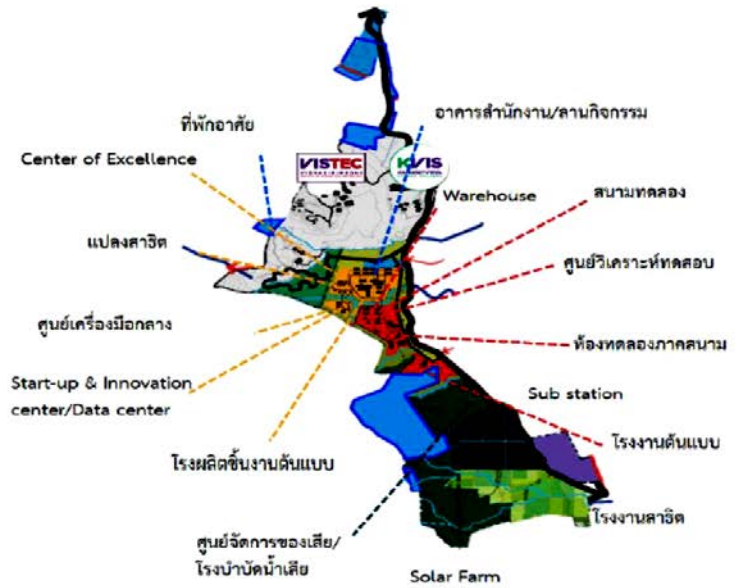 ที่พักอาศัย
อาคารสำนักงาน/ลานกิจกรรม
Center of Excellence
VISTEC
KVIS
Warehouse
สนามทดลอง
แปลงสาธิต
ศูนย์วิเคราะห์ทดสอบ
ศูนย์เครื่องมือกลาง
ห้องทดลองภาคสนาม
Start-up & Innovation
center/Data center
Sub station
โรงงานต้นแบบ
โรงผลิตชิ้นงานต้นแบบ
โรงงานสาธิต
ศูนย์จัดการของเสีย/
โรงบำบัดน้ำเสีย
Solar Farm